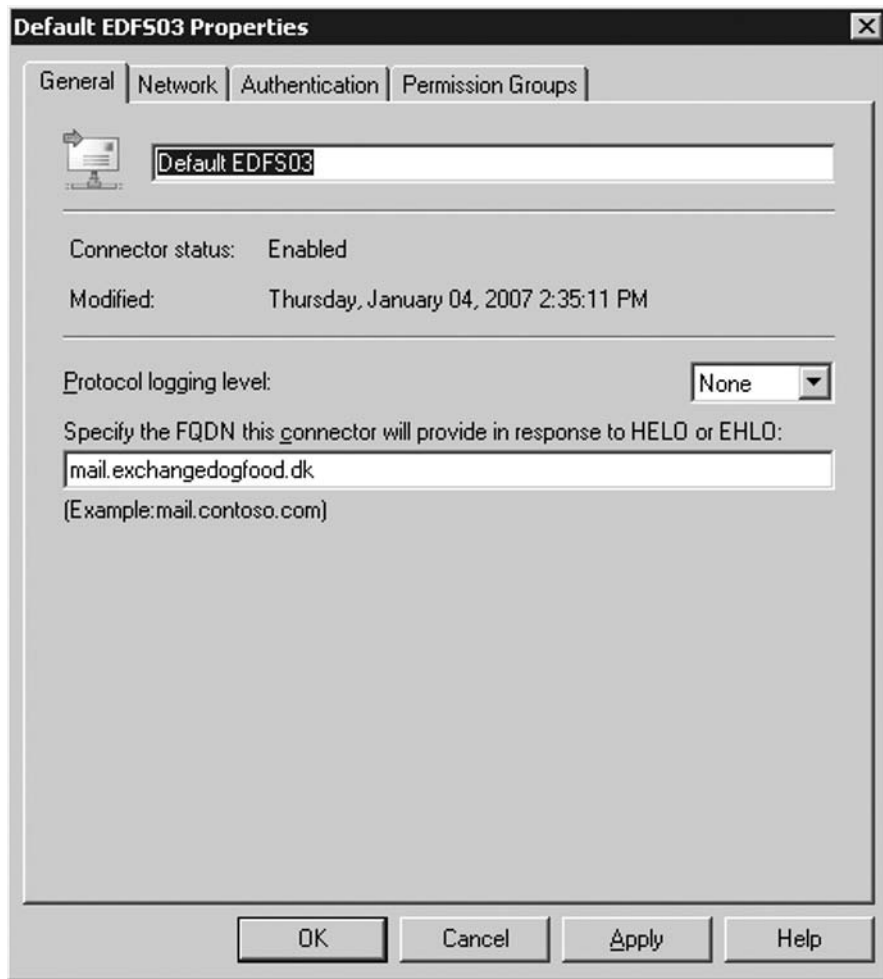 Default EDFS03 Properties
General Network Authentication Permission Groups
Default EDFS03
Connector status: Enabled
Modified: Thursday, January 04, 2007 2:35:11 PM
Protocol logging level: None
Specify the FQDN this connector will provide in response to HELO or EHLO:
mail.exchangedogfood.dk
(Example:mail.contoso.com)
OK Cancel Apply Help